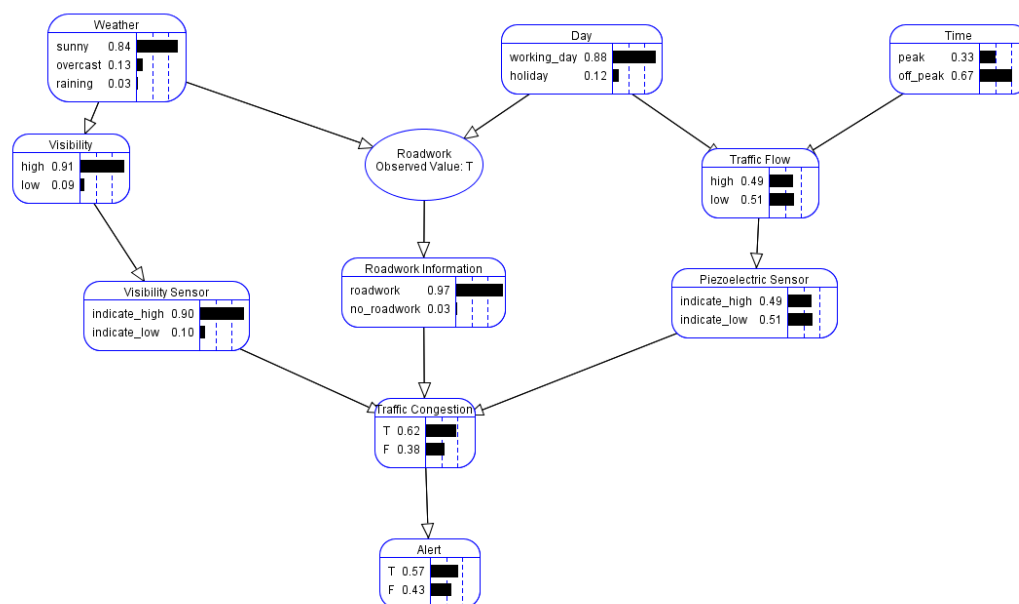 Weather
sunny 0.84
overcast 0.13
raining 0.03
Day
working_day 0.88
holiday 0.12
Time
peak 0.33
off_peak 0.67
Visibility
high 0.91
low 0.09
Roadwork
Observed Value: T
Traffic Flow
high 0.49
low 0.51
Visibility Sensor
indicate_high 0.90
indicate_low 0.10
Roadwork Information
roadwork 0.97
no_roadwork 0.03
Piezoelectric Sensor
indicate_high 0.49
indicate_low 0.51
Traffic Congestion
T 0.62
F 0.38
Alert
T 0.57
F 0.43